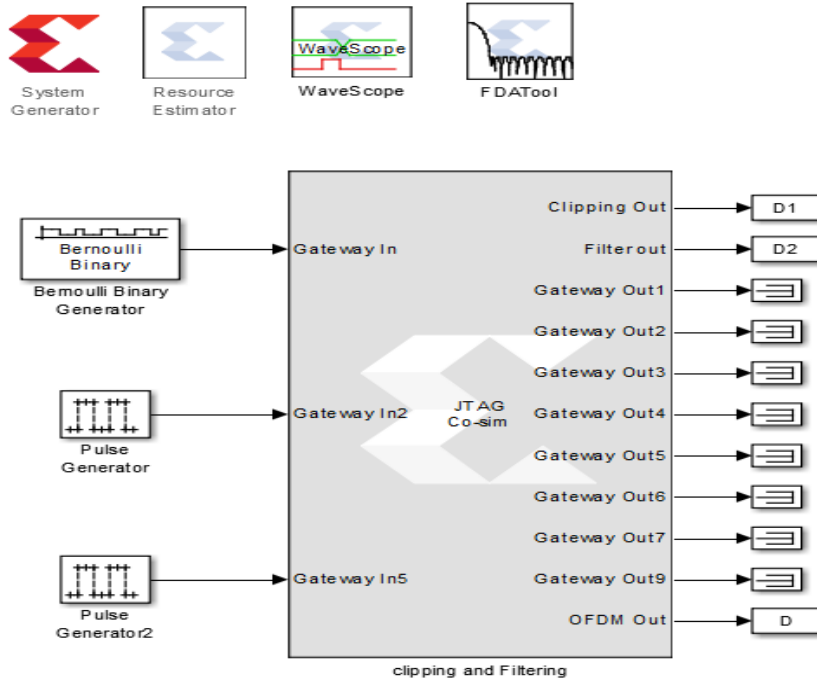 WaveScope
System
Generator
Resource
Estimator
WaveScope
FDATool
Clipping Out
D1
Bernoulli
Binary
Gateway In
Filter out
D2
Bernoulli Binary
Generator
Gateway Out1
Gateway Out2
Gateway Out3
Gateway In2
JTAG
Co-sim
Gateway Out4
Pulse
Generator
Gateway Out5
Gateway Out6
Gateway Out7
Gateway In5
Gateway Out9
Pulse
Generator2
OFDM Out
D
clipping and Filtering